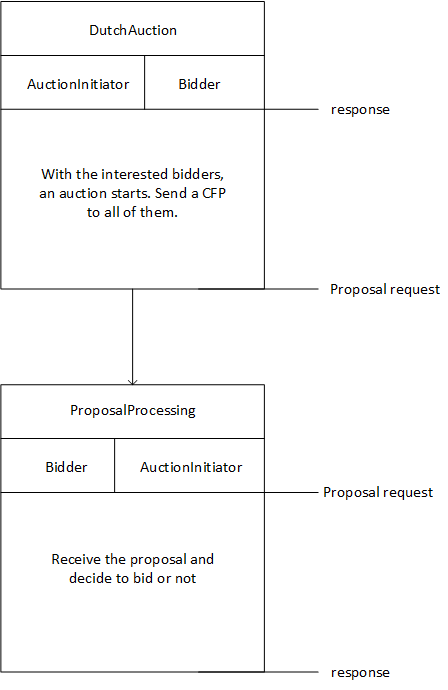 DutchAuction
AuctionInitiator
Bidder
response
With the interested bidders,
an auction starts. Send a CFP
to all of them.
Proposal request
ProposalProcessing
Bidder
AuctionInitiator
Proposal request
Receive the proposal and
decide to bid or not
response